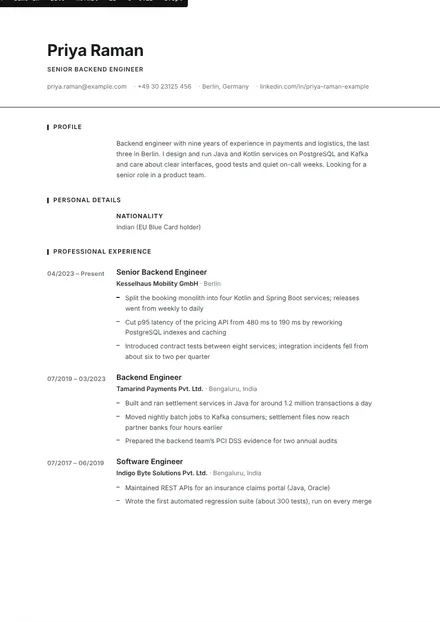 Priya Raman
SENIOR BACKEND ENGINEER
priya.raman@example.com · +49 30 23125 456 · Berlin, Germany · linkedin.com/in/priya-raman-example
PROFILE
Backend engineer with nine years of experience in payments and logistics, the last
three in Berlin. I design and run Java and Kotlin services on PostgreSQL and Kafka
and care about clear interfaces, good tests and quiet on-call weeks. Looking for a
senior role in a product team.
PERSONAL DETAILS
NATIONALITY
Indian (EU Blue Card holder)
PROFESSIONAL EXPERIENCE
04/2023 – Present Senior Backend Engineer
Kesselhaus Mobility GmbH · Berlin
– Split the booking monolith into four Kotlin and Spring Boot services; releases
went from weekly to daily
– Cut p95 latency of the pricing API from 480 ms to 190 ms by reworking
PostgreSQL indexes and caching
– Introduced contract tests between eight services; integration incidents fell from
about six to two per quarter
07/2019 – 03/2023 Backend Engineer
Tamarind Payments Pvt. Ltd. · Bengaluru, India
– Built and ran settlement services in Java for around 1.2 million transactions a day
– Moved nightly batch jobs to Kafka consumers; settlement files now reach
partner banks four hours earlier
– Prepared the backend team's PCI DSS evidence for two annual audits
07/2017 – 06/2019 Software Engineer
Indigo Byte Solutions Pvt. Ltd. · Bengaluru, India
– Maintained REST APIs for an insurance claims portal (Java, Oracle)
– Wrote the first automated regression suite (about 300 tests), run on every merge